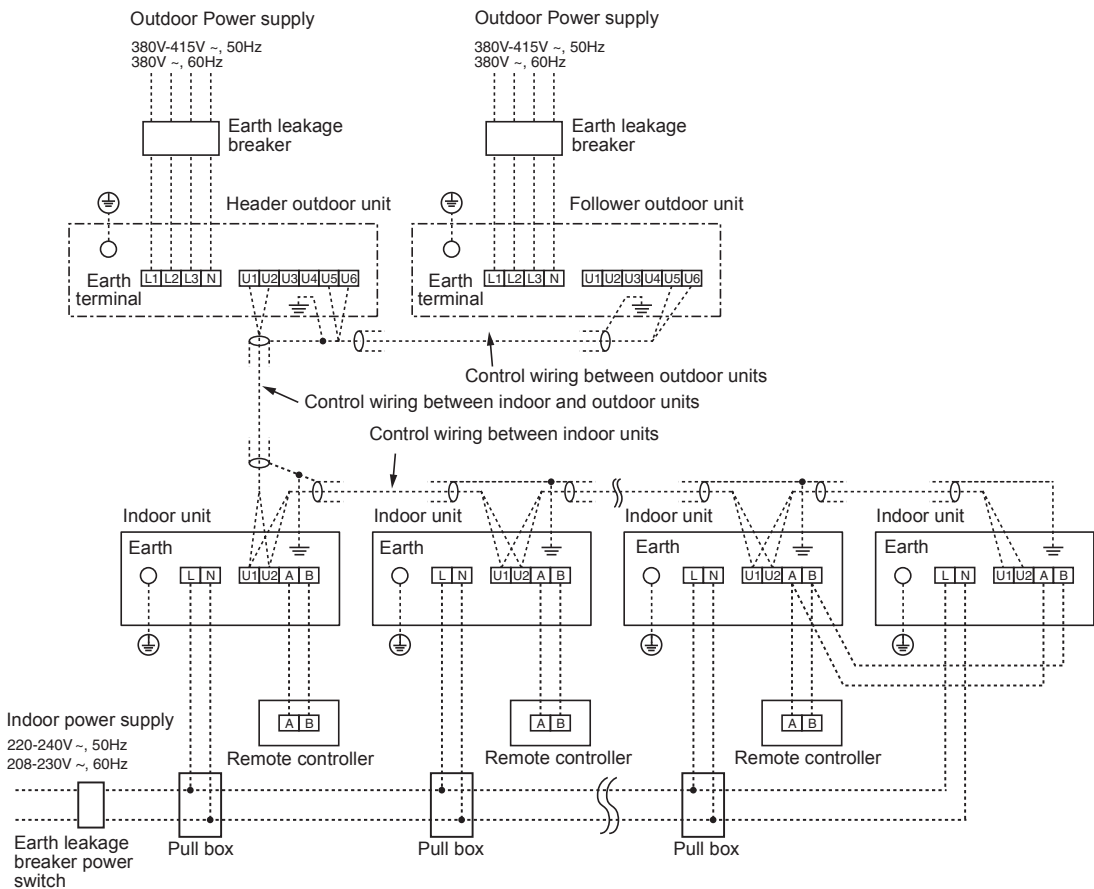 Outdoor Power supply
380V-415V ~, 50Hz
380V ~, 60Hz
Earth leakage
breaker
Header outdoor unit
Earth
terminal
L1 L2 L3 N
U1 U2 U3 U4 U5 U6
Outdoor Power supply
380V-415V ~, 50Hz
380V ~, 60Hz
Earth leakage
breaker
Follower outdoor unit
Earth
terminal
L1 L2 L3 N
U1 U2 U3 U4 U5 U6
Control wiring between outdoor units
Control wiring between indoor and outdoor units
Control wiring between indoor units
Indoor unit
Earth
L N
U1 U2 A B
Indoor unit
Earth
L N
U1 U2 A B
Indoor unit
Earth
L N
U1 U2 A B
Indoor unit
Earth
L N
U1 U2 A B
A B
Remote controller
A B
Remote controller
A B
Remote controller
Indoor power supply
220-240V ~, 50Hz
208-230V ~, 60Hz
Earth leakage
breaker power
switch
Pull box
Pull box
Pull box